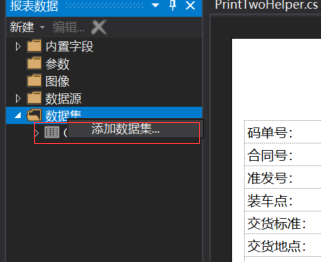 报表数据
PrintTwoHelper.cs
新建
编辑...
内置字段
参数
图像
数据源
数据集
添加数据集...
码单号:
合同号:
准发号:
装车点:
交货标准:
交货地点: